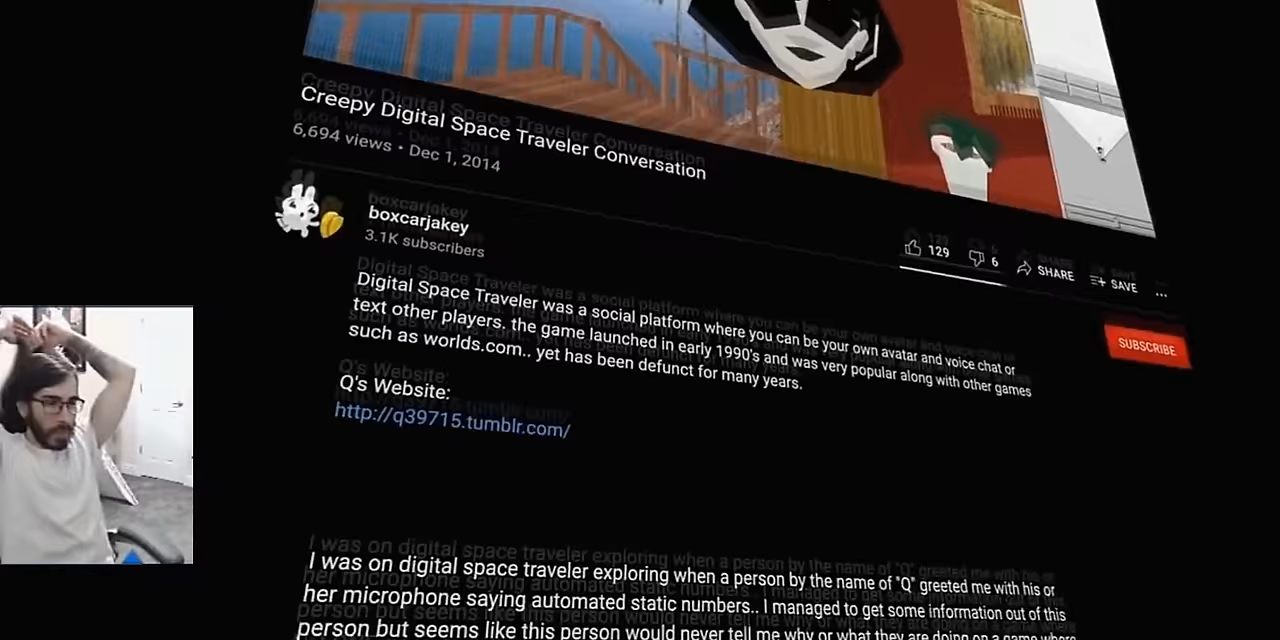 Creepy Digital Space Traveler Conversation
6,694 views • Dec 1, 2014
boxcarjakey
3.1K subscribers
129
6
SHARE
SAVE
SUBSCRIBE
Digital Space Traveler was a social platform where you can be your own avatar and voice chat or
text other players. the game launched in early 1990's and was very popular along with other games
such as worlds.com.. yet has been defunct for many years.
Q's Website:
http://q39715.tumblr.com/
I was on digital space traveler exploring when a person by the name of "Q" greeted me with his or
her microphone saying automated static numbers.. I managed to get some information out of this
person but seems like this person would never tell me why or what they are doing on a game where